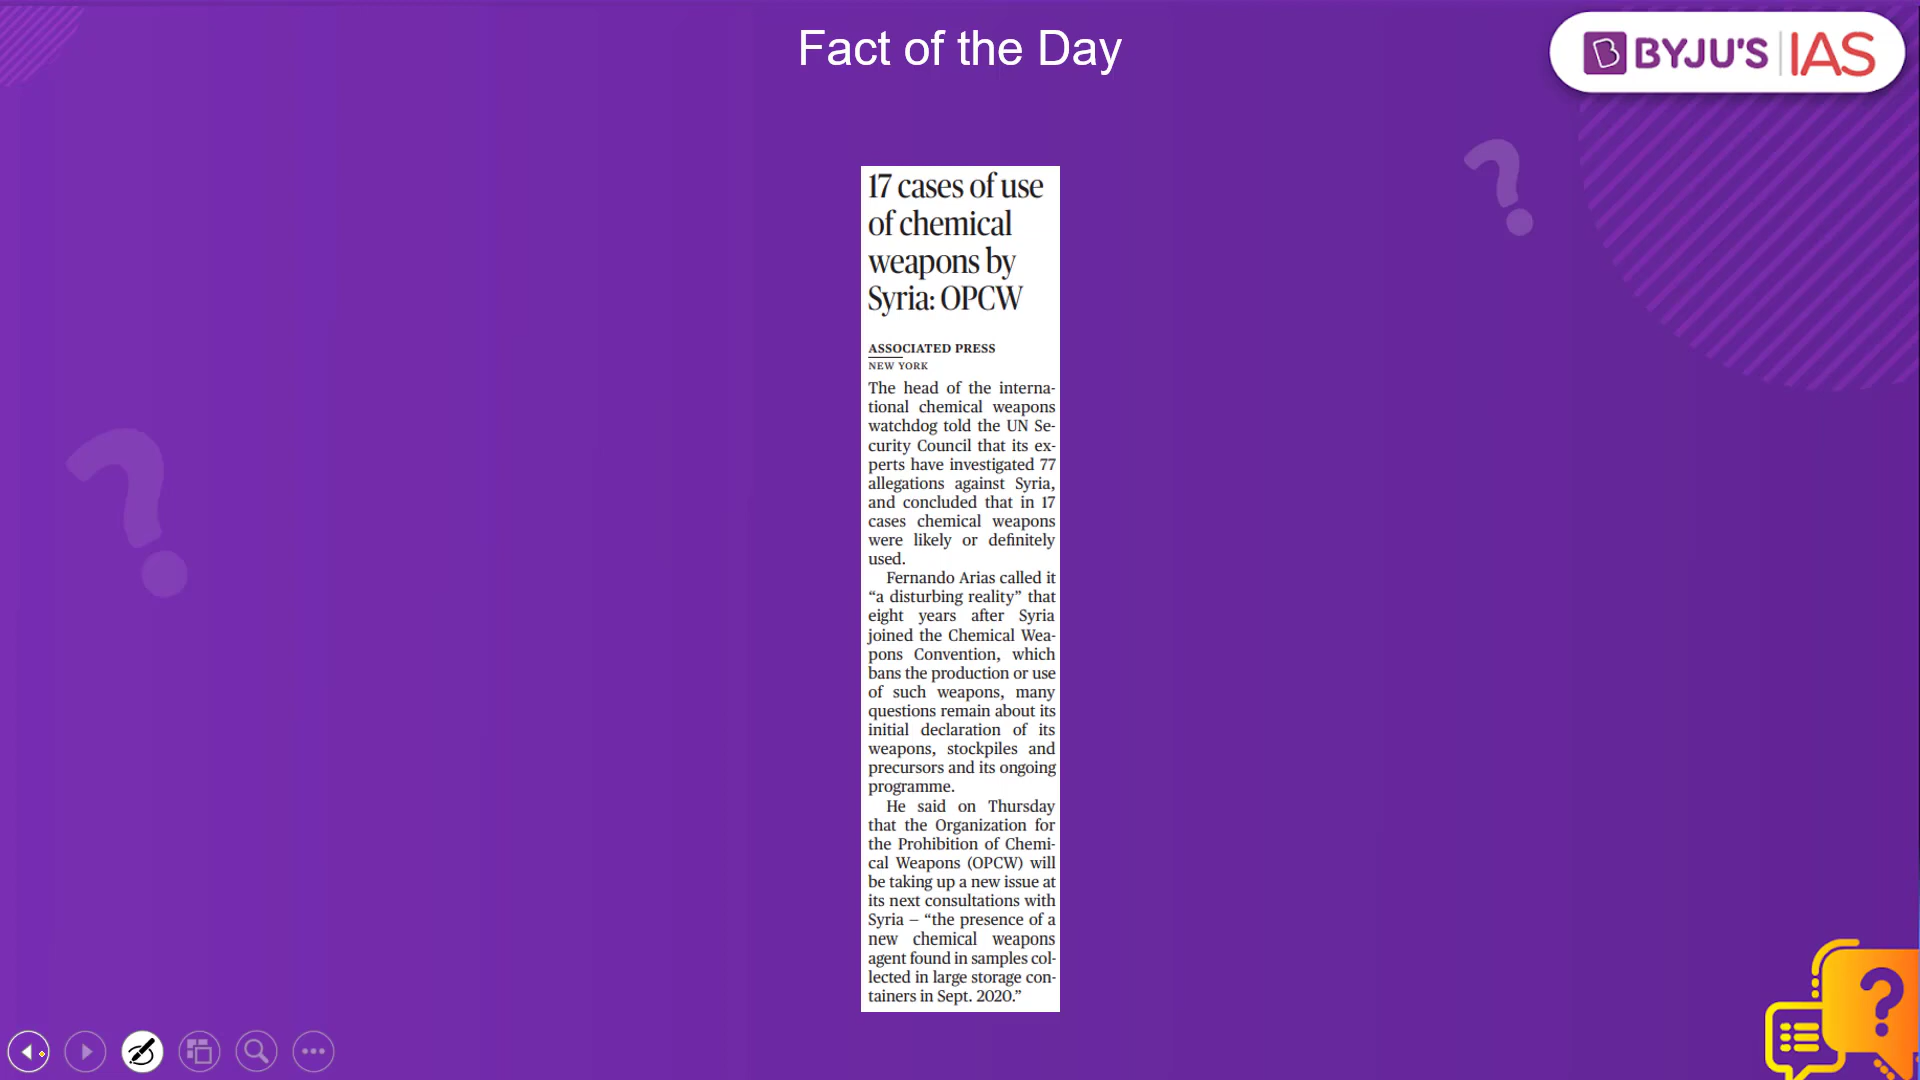 Fact of the Day
BYJU'S IAS
17 cases of use
of chemical
weapons by
Syria: OPCW
ASSOCIATED PRESS
NEW YORK
The head of the interna-
tional chemical weapons
watchdog told the UN Se-
curity Council that its ex-
perts have investigated 77
allegations against Syria,
and concluded that in 17
cases chemical weapons
were likely or definitely
used.
Fernando Arias called it
“a disturbing reality” that
eight years after Syria
joined the Chemical Wea-
pons Convention, which
bans the production or use
of such weapons, many
questions remain about its
initial declaration of its
weapons, stockpiles and
precursors and its ongoing
programme.
He said on Thursday
that the Organization for
the Prohibition of Chemi-
cal Weapons (OPCW) will
be taking up a new issue at
its next consultations with
Syria – “the presence of a
new chemical weapons
agent found in samples col-
lected in large storage con-
tainers in Sept. 2020.”